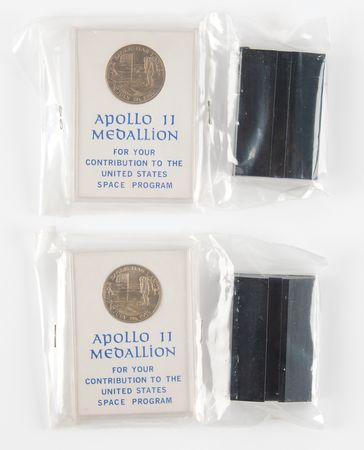 APOLLO 11
MEDALLION
FOR YOUR
CONTRIBUTION TO THE
UNITED STATES
SPACE PROGRAM
APOLLO 11
MEDALLION
FOR YOUR
CONTRIBUTION TO THE
UNITED STATES
SPACE PROGRAM